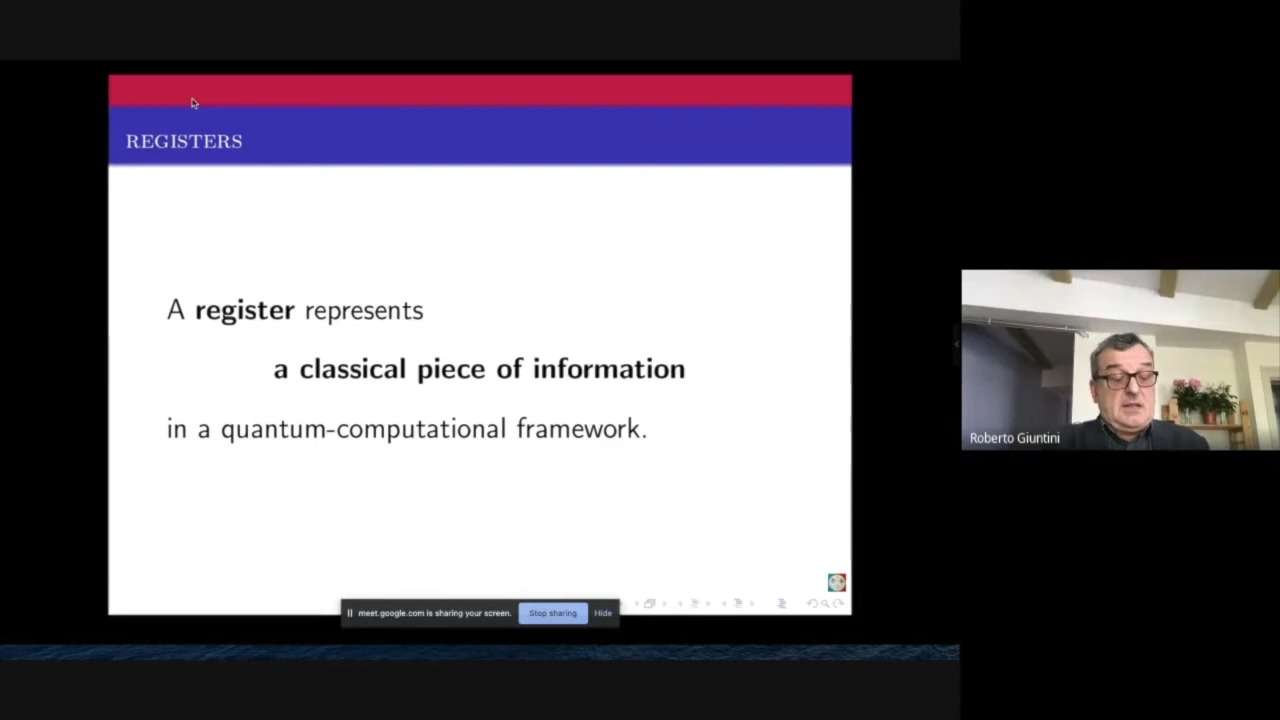 REGISTERS
A register represents
a classical piece of information
in a quantum-computational framework.
meet.google.com is sharing your screen. Stop sharing Hide
Roberto Giuntini